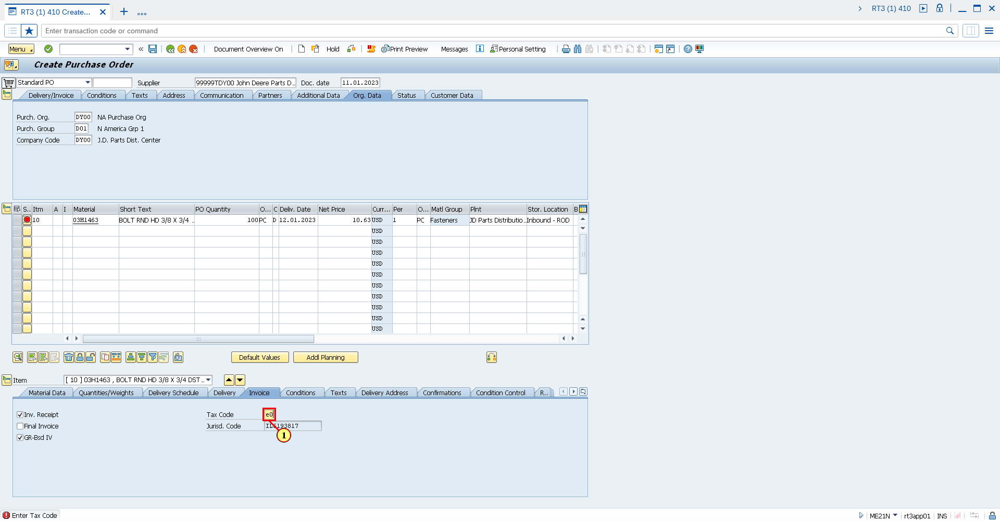 RT3 (1) 410 Create...
RT3 (1) 410
Enter transaction code or command
Menu
Document Overview On
Hold
Print Preview
Messages
Personal Setting
Create Purchase Order
Standard PO
Supplier
99999TDY00 John Deere Parts D...
Doc. date
11.01.2023
Delivery/Invoice Conditions Texts Address Communication Partners Additional Data Org. Data Status Customer Data
Purch. Org. DY00 NA Purchase Org
Purch. Group D01 N America Grp 1
Company Code DY00 J.D. Parts Dist. Center
S.. Itm A I Material Short Text PO Quantity O... C Deliv. Date Net Price Curr... Per O... Matl Group Plnt Stor. Location B
10 03H1463 BOLT RND HD 3/8 X 3/4 .. 100 PC D 12.01.2023 10.63 USD 1 PC Fasteners JD Parts Distributio.. Inbound - ROD
USD
USD
USD
USD
USD
USD
USD
USD
USD
USD
Default Values Addl Planning
Item [ 10 ] 03H1463 , BOLT RND HD 3/8 X 3/4 DST...
Material Data Quantities/Weights Delivery Schedule Delivery Invoice Conditions Texts Delivery Address Confirmations Condition Control R..
Inv. Receipt Tax Code e0
Final Invoice Jurisd. Code IL6193817
GR-Bsd IV
1
Enter Tax Code
ME21N rt3app01 INS